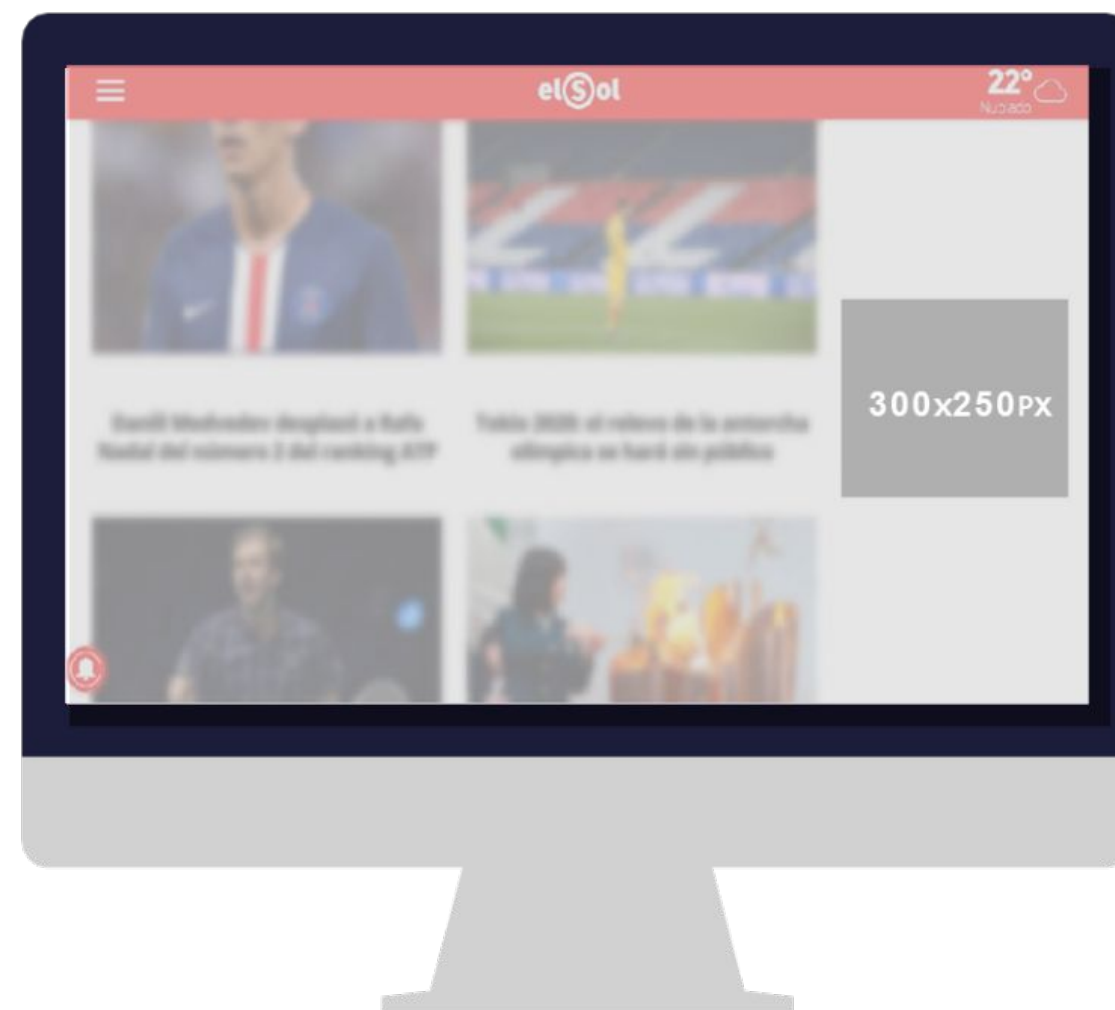 elSol
22°
Nublado
Daniil Medvedev desplazó a Rafa
Nadal del número 2 del ranking ATP
Tokio 2020: el relevo de la antorcha
olímpica se hará sin público
300x250PX